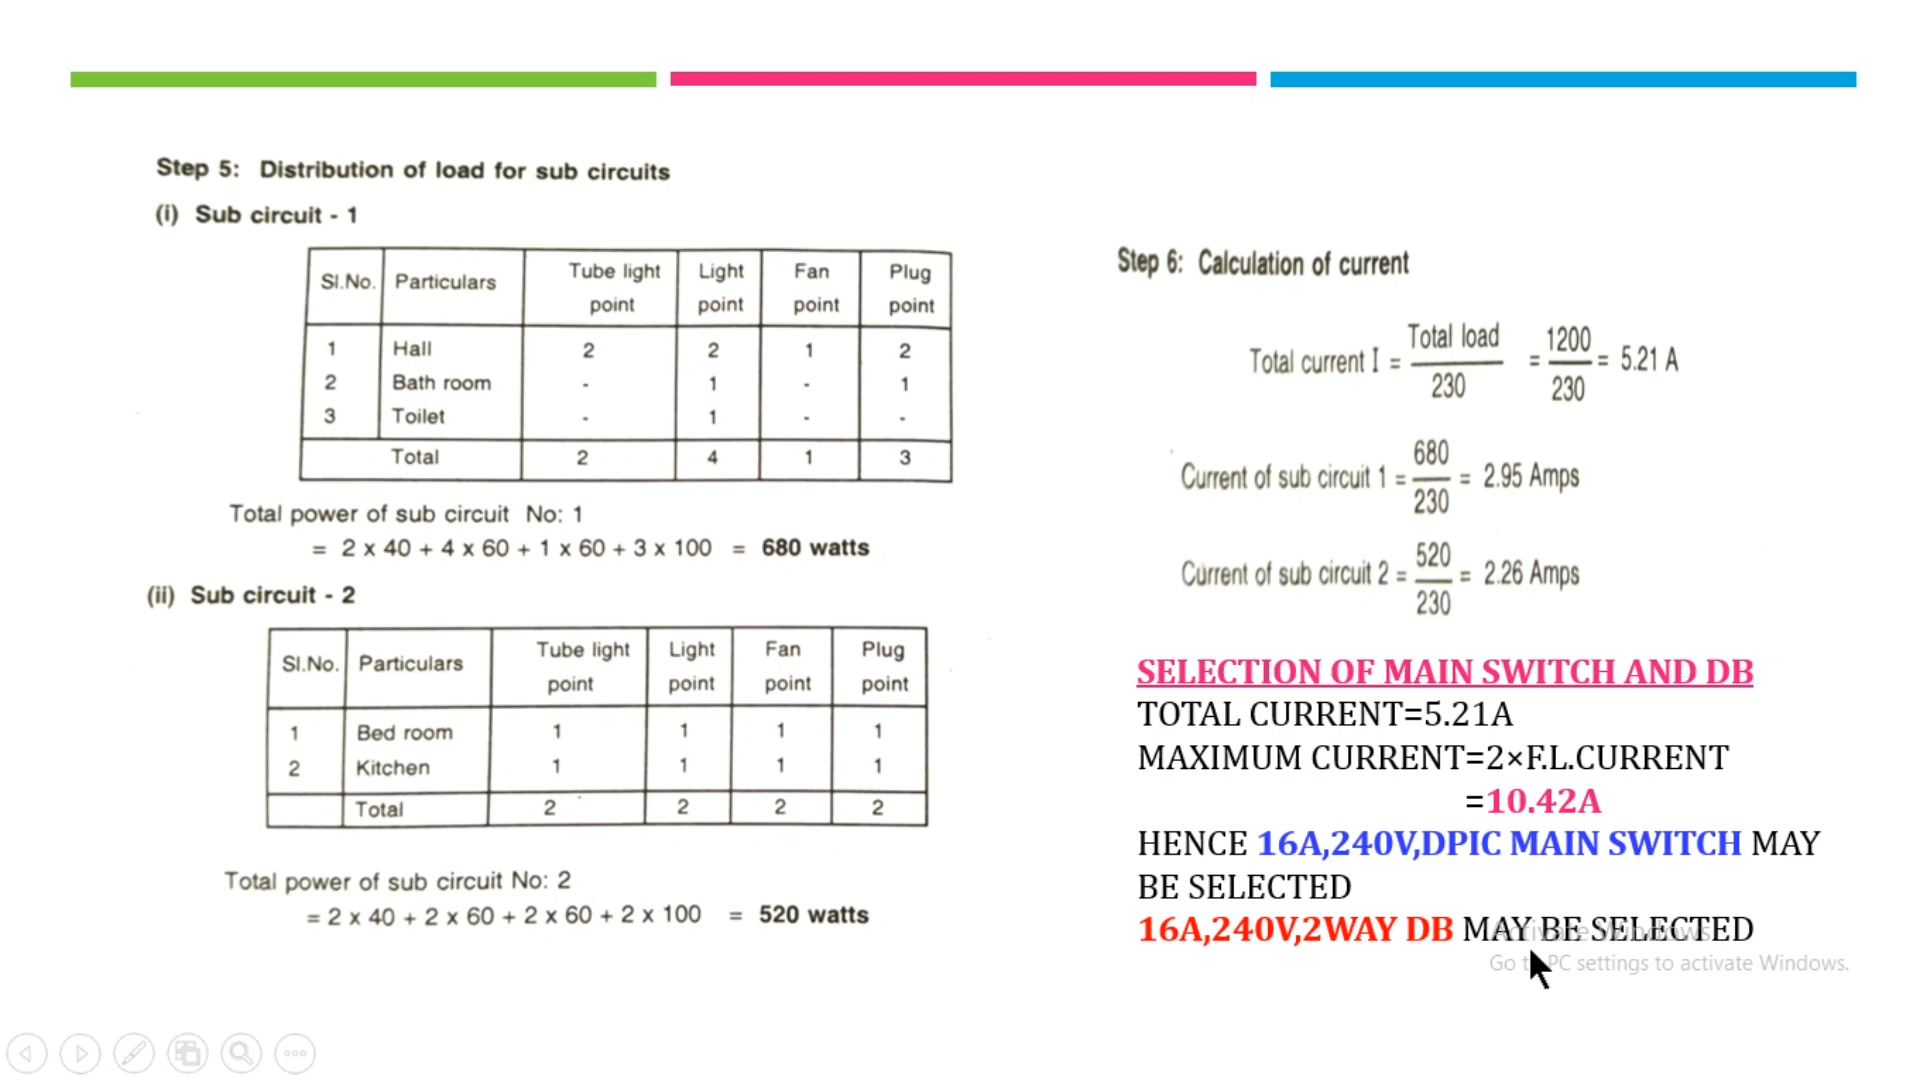 Step 5: Distribution of load for sub circuits
(i) Sub circuit - 1
Sl.No. Particulars Tube light point Light point Fan point Plug point
1 Hall 2 2 1 2
2 Bath room - 1 - 1
3 Toilet - 1 - -
Total 2 4 1 3
Total power of sub circuit No: 1
= 2 x 40 + 4 x 60 + 1 x 60 + 3 x 100 = 680 watts
(ii) Sub circuit - 2
Sl.No. Particulars Tube light point Light point Fan point Plug point
1 Bed room 1 1 1 1
2 Kitchen 1 1 1 1
Total 2 2 2 2
Total power of sub circuit No: 2
= 2 x 40 + 2 x 60 + 2 x 60 + 2 x 100 = 520 watts
Step 6: Calculation of current
Total current I = Total load / 230 = 1200 / 230 = 5.21 A
Current of sub circuit 1 = 680 / 230 = 2.95 Amps
Current of sub circuit 2 = 520 / 230 = 2.26 Amps
SELECTION OF MAIN SWITCH AND DB
TOTAL CURRENT=5.21A
MAXIMUM CURRENT=2×F.L.CURRENT
=10.42A
HENCE 16A,240V,DPIC MAIN SWITCH MAY
BE SELECTED
16A,240V,2WAY DB MAY BE SELECTED
Activate Windows
Go to PC settings to activate Windows.